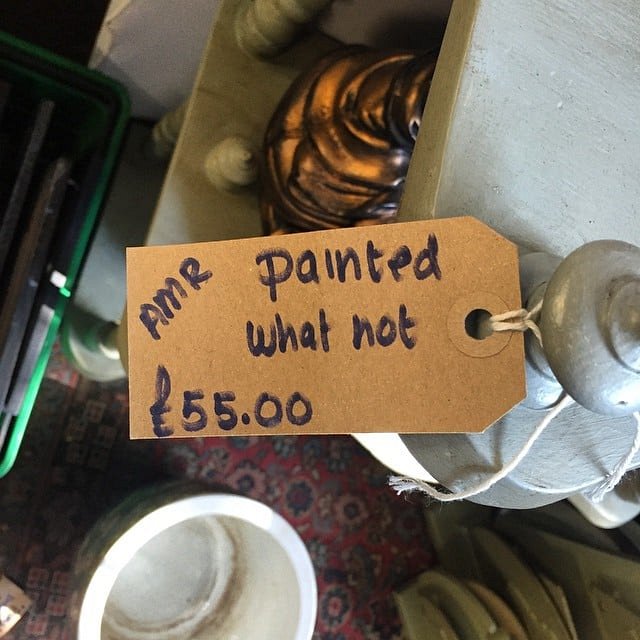 AMR
Painted
what not
£55.00